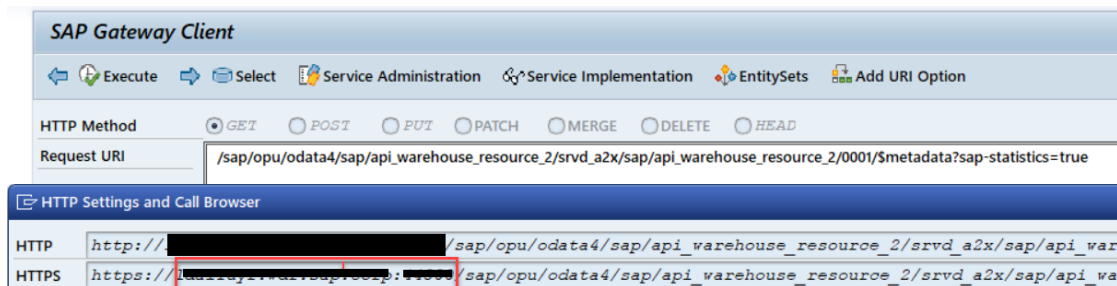 SAP Gateway Client
Execute Select Service Administration Service Implementation EntitySets Add URI Option
HTTP Method GET POST PUT PATCH MERGE DELETE HEAD
Request URI /sap/opu/odata4/sap/api_warehouse_resource_2/srvd_a2x/sap/api_warehouse_resource_2/0001/$metadata?sap-statistics=true
HTTP Settings and Call Browser
HTTP http:// /sap/opu/odata4/sap/api_warehouse_resource_2/srvd_a2x/sap/api_war
HTTPS https:// /sap/opu/odata4/sap/api_warehouse_resource_2/srvd_a2x/sap/api_wa